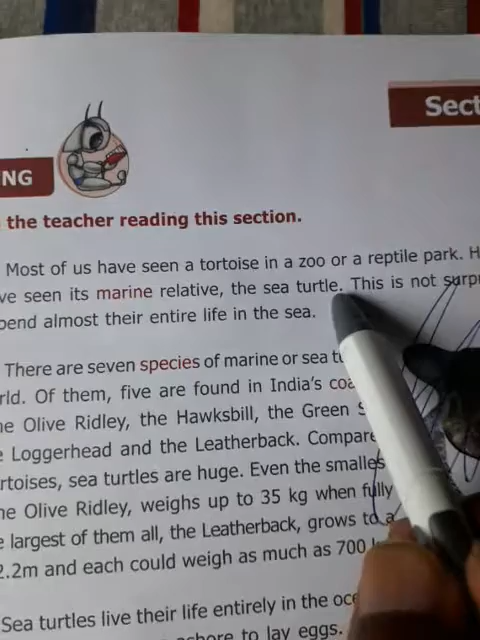 Sect
NG
the teacher reading this section.
Most of us have seen a tortoise in a zoo or a reptile park. H
ve seen its marine relative, the sea turtle. This is not surpr
pend almost their entire life in the sea.
There are seven species of marine or sea t
rld. Of them, five are found in India's coa
e Olive Ridley, the Hawksbill, the Green S
e Loggerhead and the Leatherback. Compare
rtoises, sea turtles are huge. Even the smalles
ne Olive Ridley, weighs up to 35 kg when fully
e largest of them all, the Leatherback, grows to a
2.2m and each could weigh as much as 700
Sea turtles live their life entirely in the oce
ashore to lay eggs.